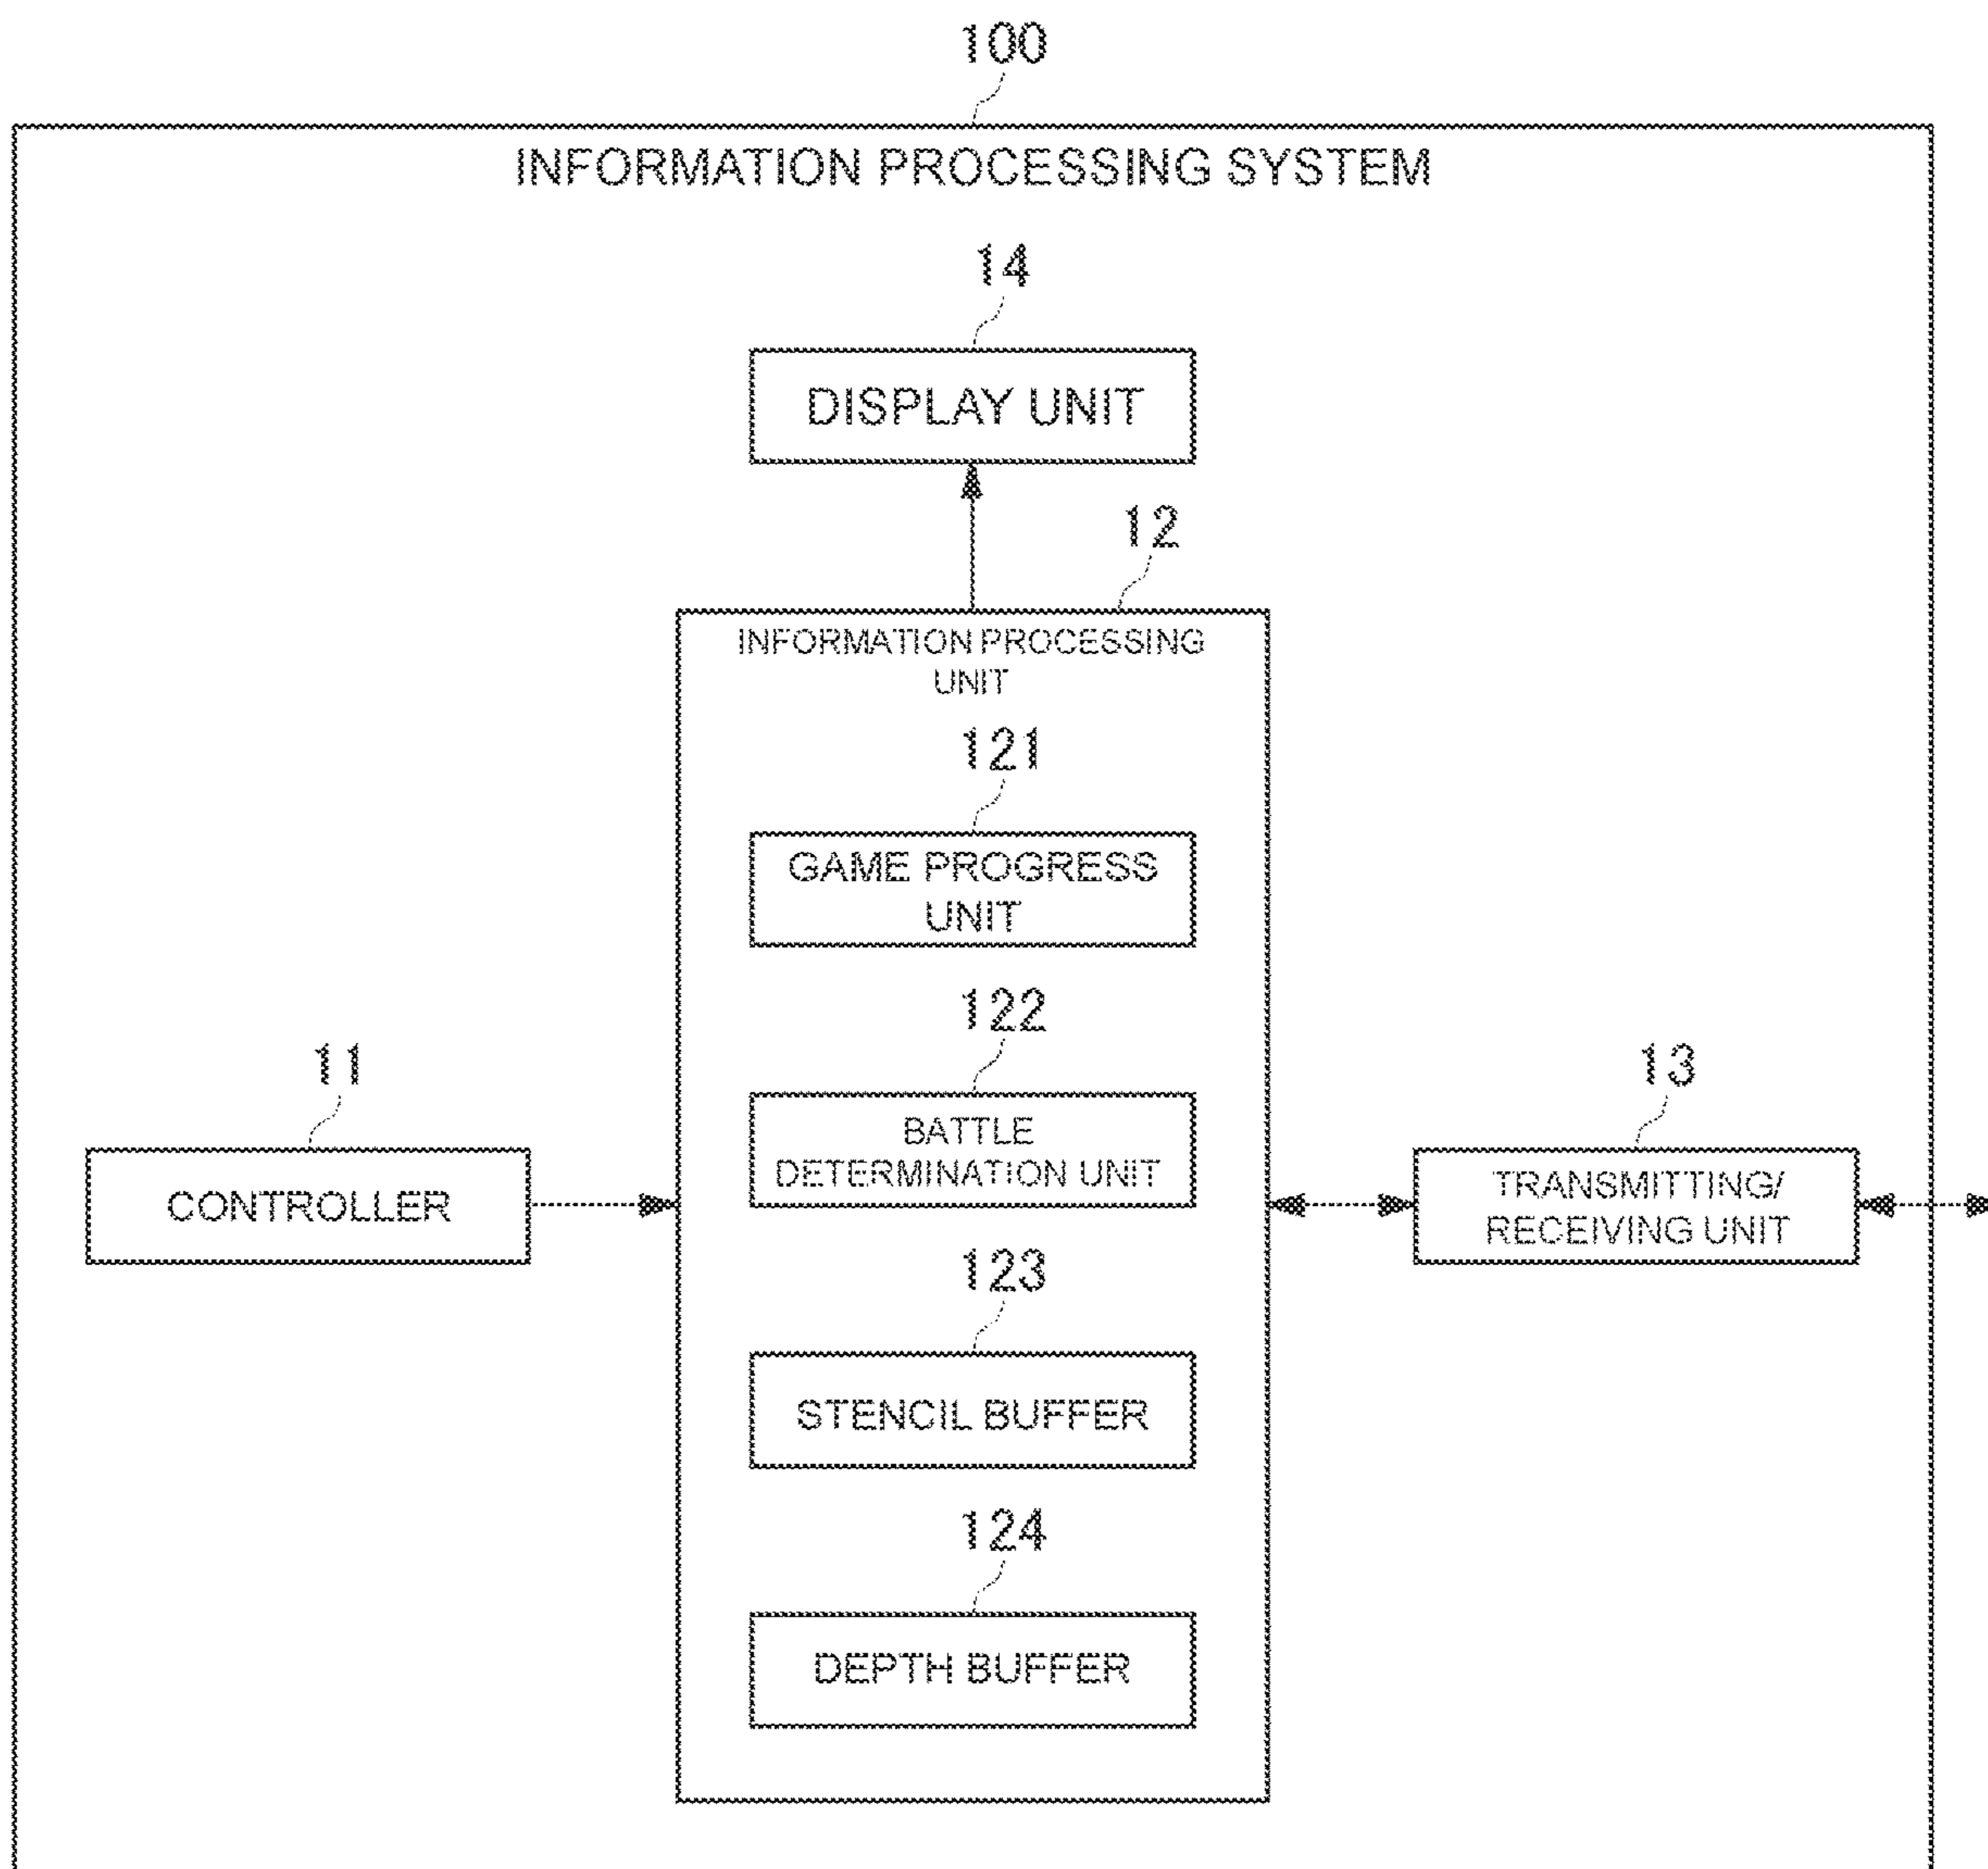 100
INFORMATION PROCESSING SYSTEM
14
DISPLAY UNIT
12
INFORMATION PROCESSING
UNIT
121
GAME PROGRESS
UNIT
122
BATTLE
DETERMINATION UNIT
11
CONTROLLER
13
TRANSMITTING/
RECEIVING UNIT
123
STENCIL BUFFER
124
DEPTH BUFFER